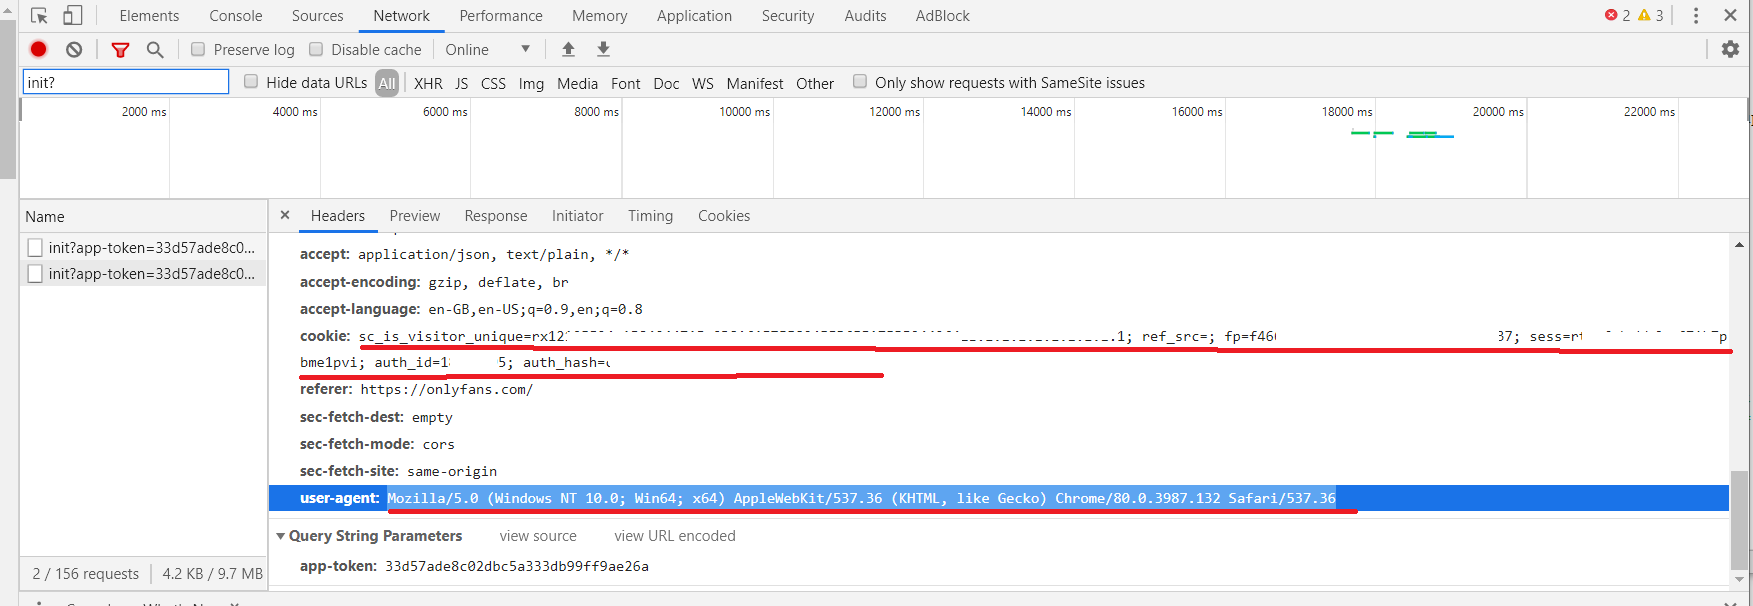 Elements Console Sources Network Performance Memory Application Security Audits AdBlock 2 3
Preserve log Disable cache Online
init? Hide data URLs All XHR JS CSS Img Media Font Doc WS Manifest Other Only show requests with SameSite issues
2000 ms 4000 ms 6000 ms 8000 ms 10000 ms 12000 ms 14000 ms 16000 ms 18000 ms 20000 ms 22000 ms
Name
init?app-token=33d57ade8c0...
init?app-token=33d57ade8c0...
2 / 156 requests 4.2 KB / 9.7 MB
× Headers Preview Response Initiator Timing Cookies
accept: application/json, text/plain, */*
accept-encoding: gzip, deflate, br
accept-language: en-GB,en-US;q=0.9,en;q=0.8
cookie: sc_is_visitor_unique=rx12 .1; ref_src=; fp=f46 37; sess=rt p
bme1pvi; auth_id=1 5; auth_hash=
referer: https://onlyfans.com/
sec-fetch-dest: empty
sec-fetch-mode: cors
sec-fetch-site: same-origin
user-agent: Mozilla/5.0 (Windows NT 10.0; Win64; x64) AppleWebKit/537.36 (KHTML, like Gecko) Chrome/80.0.3987.132 Safari/537.36
Query String Parameters view source view URL encoded
app-token: 33d57ade8c02dbc5a333db99ff9ae26a